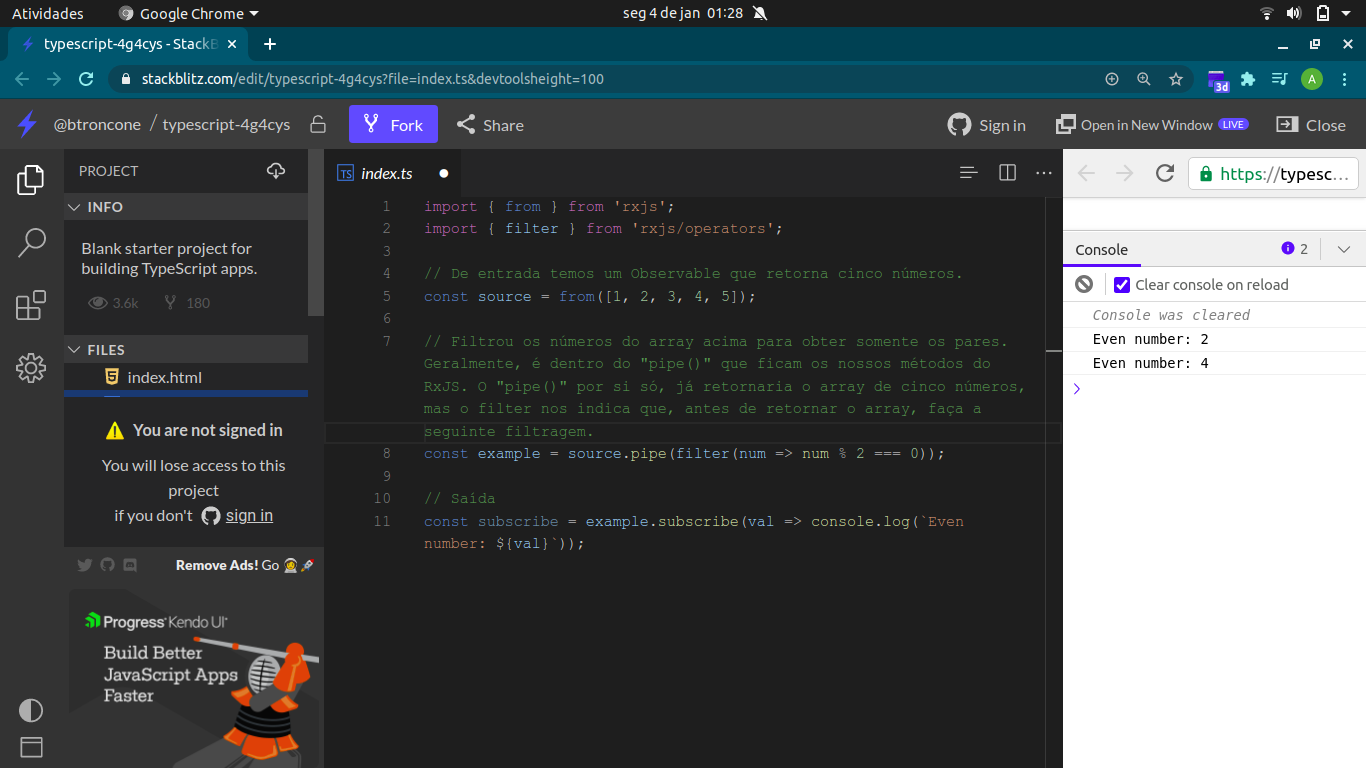 Atividades
Google Chrome
seg 4 de jan 01:28
typescript-4g4cys - StackB
stackblitz.com/edit/typescript-4g4cys?file=index.ts&devtoolsheight=100
3d
A
@btroncone / typescript-4g4cys
Fork
Share
Sign in
Open in New Window LIVE
Close
PROJECT
INFO
Blank starter project for
building TypeScript apps.
3.6k 180
FILES
index.html
You are not signed in
You will lose access to this
project
if you don't sign in
Remove Ads! Go
Progress Kendo UI
Build Better
JavaScript Apps
Faster
TS index.ts
1 import { from } from 'rxjs';
2 import { filter } from 'rxjs/operators';
3
4 // De entrada temos um Observable que retorna cinco números.
5 const source = from([1, 2, 3, 4, 5]);
6
7 // Filtrou os números do array acima para obter somente os pares.
Geralmente, é dentro do "pipe()" que ficam os nossos métodos do
RxJS. O "pipe()" por si só, já retornaria o array de cinco números,
mas o filter nos indica que, antes de retornar o array, faça a
seguinte filtragem.
8 const example = source.pipe(filter(num => num % 2 === 0));
9
10 // Saída
11 const subscribe = example.subscribe(val => console.log(`Even
number: ${val}`));
https://typesc...
Console
2
Clear console on reload
Console was cleared
Even number: 2
Even number: 4